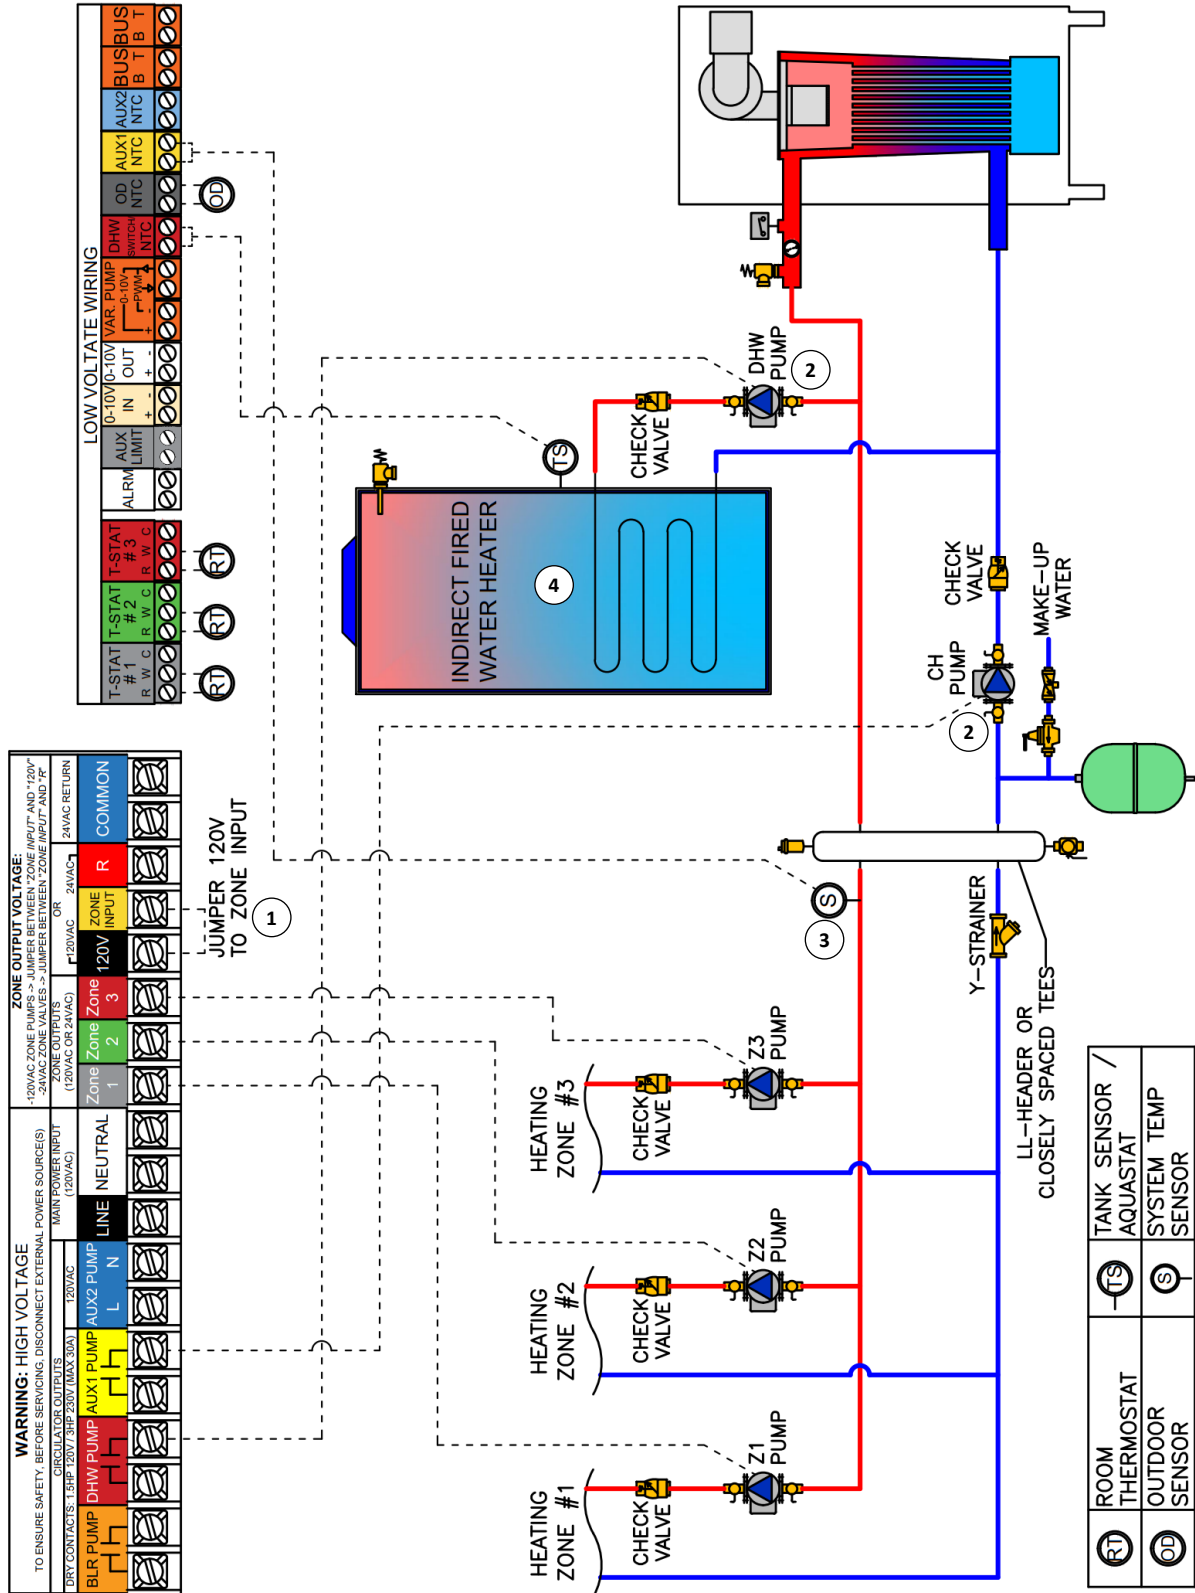 WARNING: HIGH VOLTAGE
TO ENSURE SAFETY, BEFORE SERVICING, DISCONNECT EXTERNAL POWER SOURCE(S)
CIRCULATOR OUTPUTS
DRY CONTACTS: 1.5HP 120V / 3HP 230V (MAX 30A)
120VAC
MAIN POWER INPUT
(120VAC)
ZONE OUTPUT VOLTAGE:
-120VAC ZONE PUMPS -> JUMPER BETWEEN "ZONE INPUT" AND "120V"
-24VAC ZONE VALVES -> JUMPER BETWEEN "ZONE INPUT" AND "R"
ZONE OUTPUTS
(120VAC OR 24VAC)
120VAC
OR
24VAC
24VAC RETURN
BLR PUMP
DHW PUMP
AUX1 PUMP
AUX2 PUMP
L N
LINE
NEUTRAL
Zone
1
Zone
2
Zone
3
120V
ZONE
INPUT
R
COMMON
JUMPER 120V
TO ZONE INPUT
1
LOW VOLTATE WIRING
T-STAT
# 1
R W C
T-STAT
# 2
R W C
T-STAT
# 3
R W C
ALRM
AUX
LIMIT
0-10V
IN
+ -
0-10V
OUT
+ -
VAR. PUMP
0-10V
PWM
+ -
DHW
SWITCH/
NTC
OD
NTC
AUX1
NTC
AUX2
NTC
BUS
B T
BUS
B T
RT
RT
RT
OD
INDIRECT FIRED
WATER HEATER
4
TS
CHECK
VALVE
DHW
PUMP
2
CH
PUMP
2
CHECK
VALVE
MAKE-UP
WATER
S
3
Y-STRAINER
LL-HEADER OR
CLOSELY SPACED TEES
HEATING
ZONE #1
CHECK
VALVE
Z1
PUMP
HEATING
ZONE #2
CHECK
VALVE
Z2
PUMP
HEATING
ZONE #3
CHECK
VALVE
Z3
PUMP
RT
ROOM
THERMOSTAT
TS
TANK SENSOR /
AQUASTAT
OD
OUTDOOR
SENSOR
S
SYSTEM TEMP
SENSOR